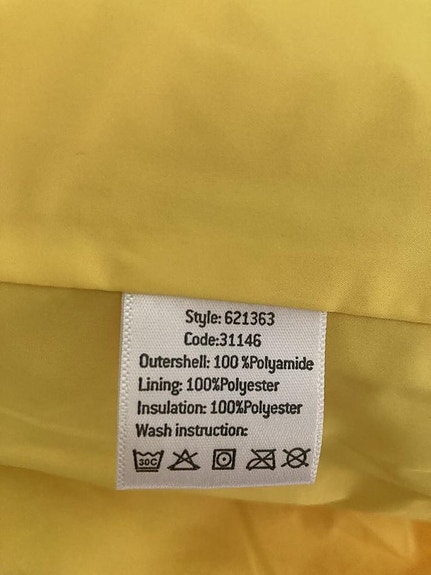 Style: 621363
Code:31146
Outershell: 100 %Polyamide
Lining: 100%Polyester
Insulation: 100%Polyester
Wash instruction:
30C